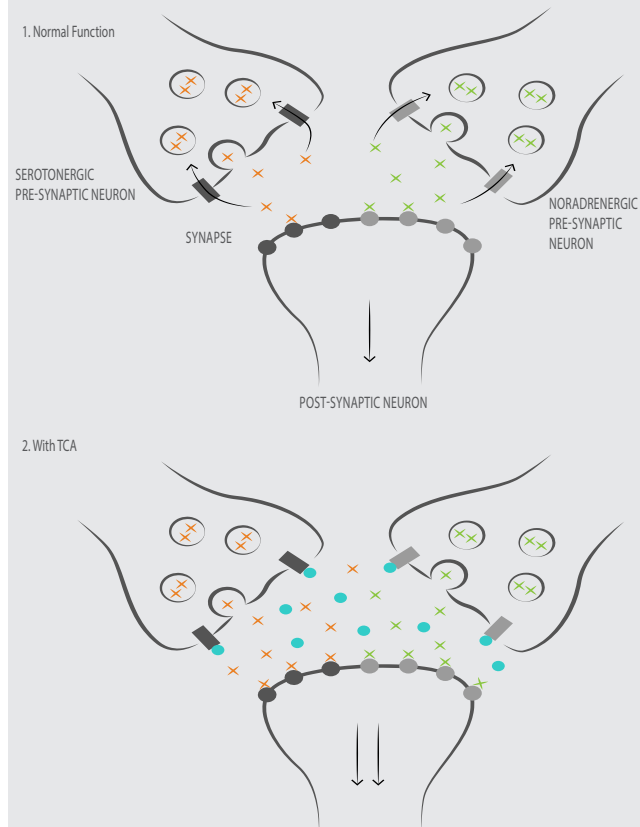 1. Normal Function
SEROTONERGIC
PRE-SYNAPTIC NEURON
SYNAPSE
NORADRENERGIC
PRE-SYNAPTIC
NEURON
POST-SYNAPTIC NEURON
2. With TCA